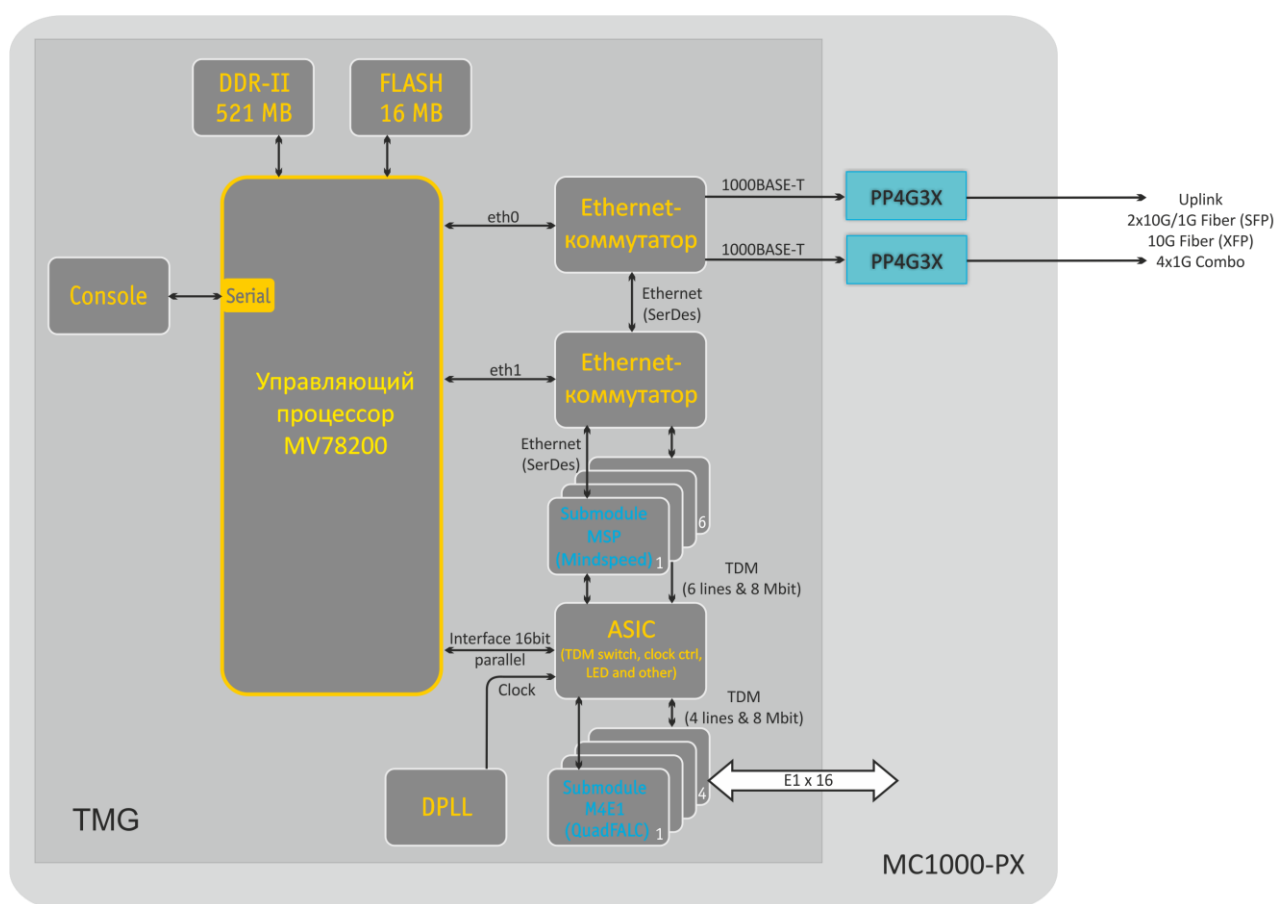 DDR-II
521 MB
FLASH
16 MB
1000BASE-T
PP4G3X
Uplink
2x10G/1G Fiber (SFP)
10G Fiber (XFP)
4x1G Combo
eth0
Ethernet-
коммутатор
1000BASE-T
PP4G3X
Console
Serial
Ethernet
(SerDes)
Управляющий
процессор
MV78200
eth1
Ethernet-
коммутатор
Ethernet
(SerDes)
Submodule
MSP
(Mindspeed)
1
6
TDM
(6 lines & 8 Mbit)
Interface 16bit
parallel
ASIC
(TDM switch, clock ctrl,
LED and other)
Clock
TDM
(4 lines & 8 Mbit)
DPLL
Submodule
M4E1
(QuadFALC)
1
4
E1 x 16
TMG
MC1000-PX